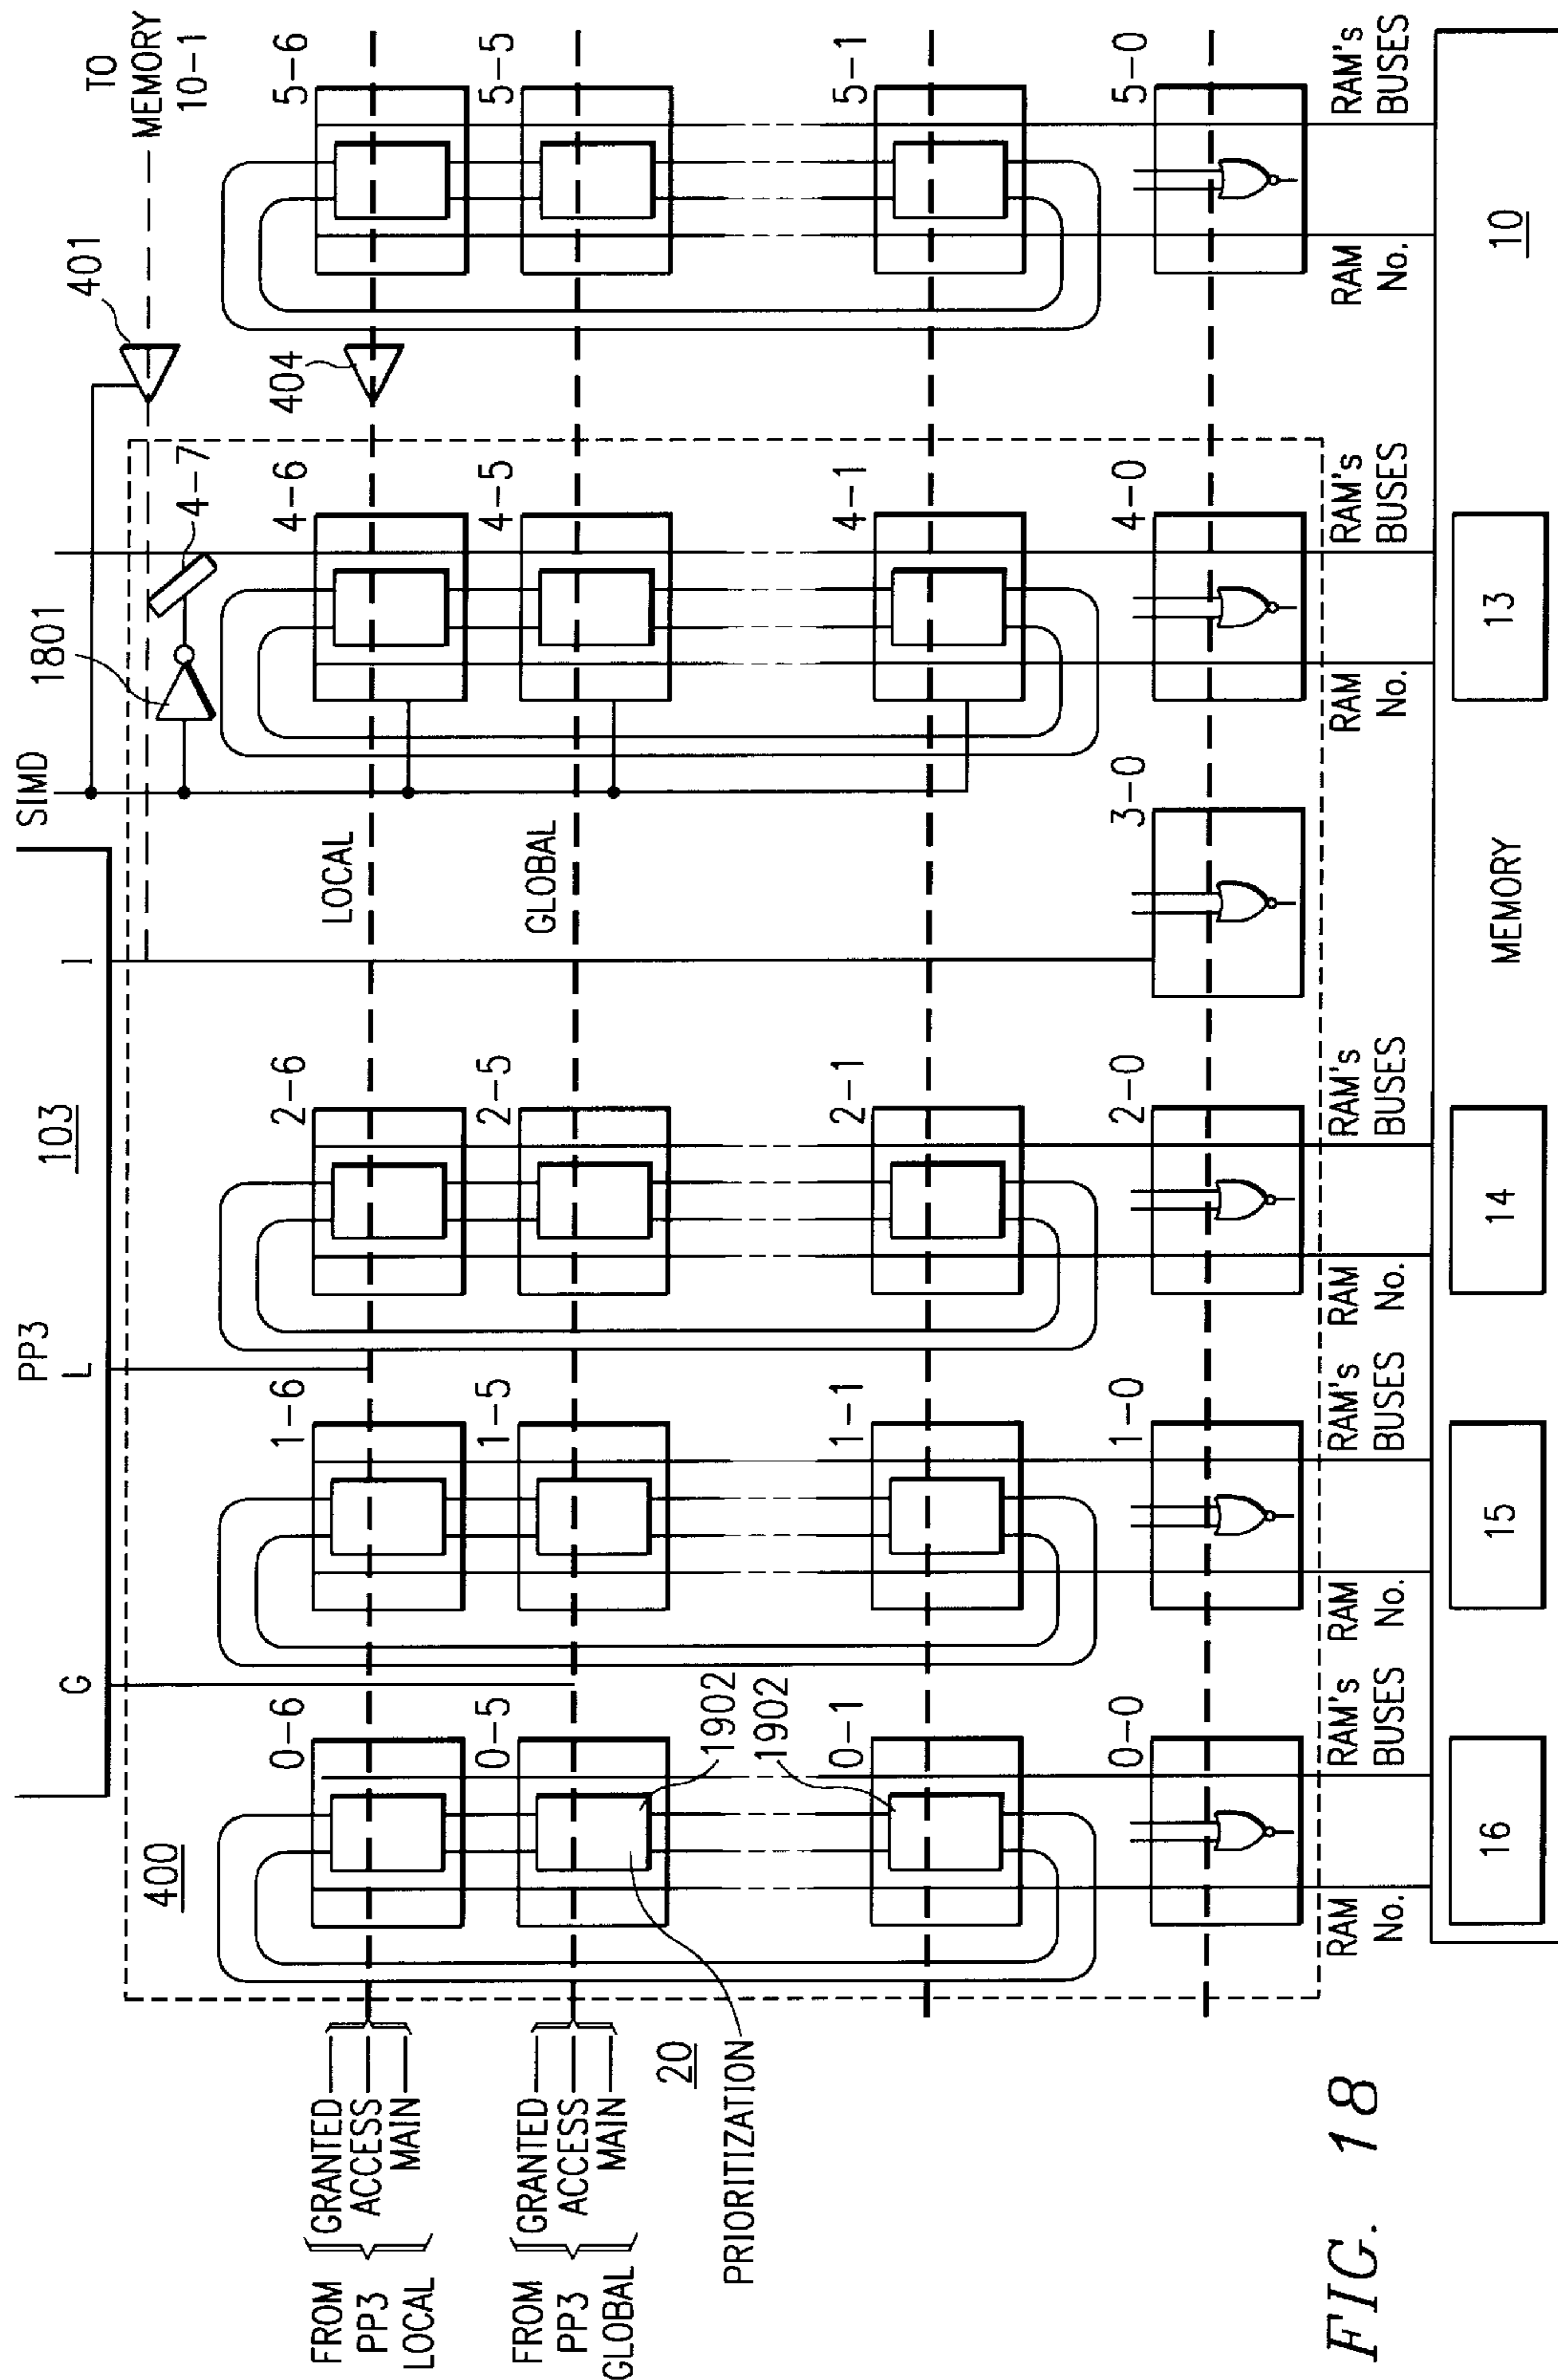 FROM
PP3
LOCAL
GRANTED
ACCESS
MAIN
FROM
PP3
GLOBAL
GRANTED
ACCESS
MAIN
20
PRIORITIZATION
400
103
G
PP3
L
I
SIMD
1801
4-7
401
TO
MEMORY
10-1
404
LOCAL
GLOBAL
0-6
1-6
2-6
4-6
5-6
0-5
1-5
2-5
4-5
5-5
1902
1902
0-1
1-1
2-1
4-1
5-1
0-0
1-0
2-0
3-0
4-0
5-0
RAM
No.
RAM's
BUSES
RAM
No.
RAM's
BUSES
RAM
No.
RAM's
BUSES
RAM
No.
RAM's
BUSES
RAM
No.
RAM's
BUSES
16
15
14
MEMORY
13
10
FIG. 18